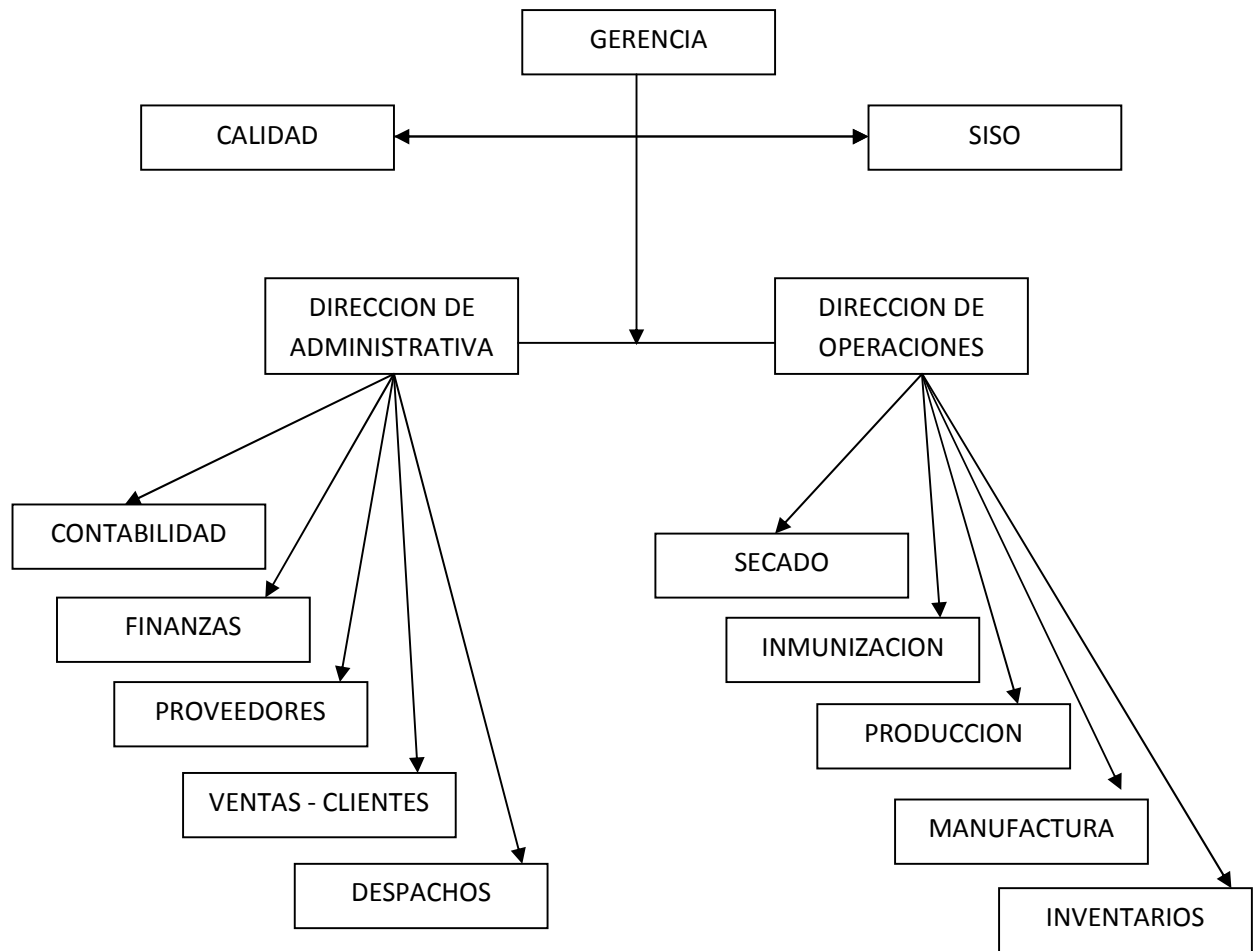 GERENCIA
CALIDAD
SISO
DIRECCION DE
ADMINISTRATIVA
DIRECCION DE
OPERACIONES
CONTABILIDAD
SECADO
FINANZAS
INMUNIZACION
PROVEEDORES
PRODUCCION
VENTAS - CLIENTES
MANUFACTURA
DESPACHOS
INVENTARIOS